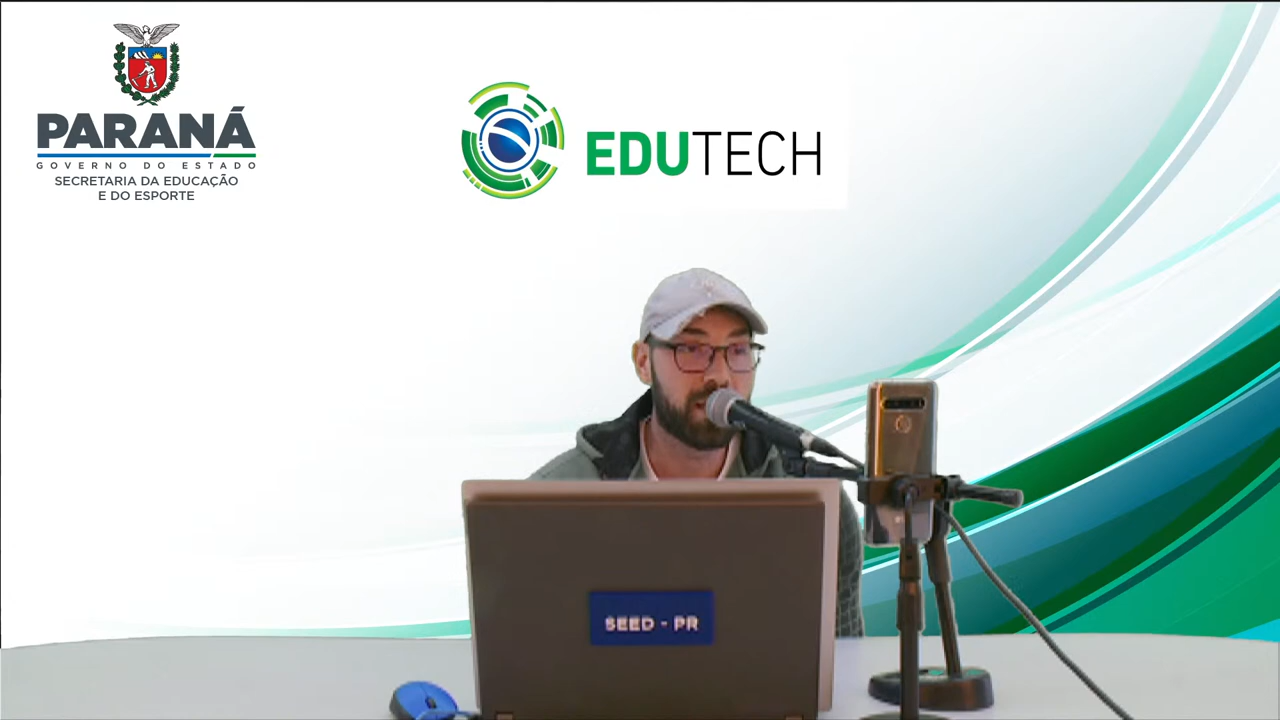 PARANÁ
GOVERNO DO ESTADO
SECRETARIA DA EDUCAÇÃO
E DO ESPORTE
EDUTECH
SEED - PR